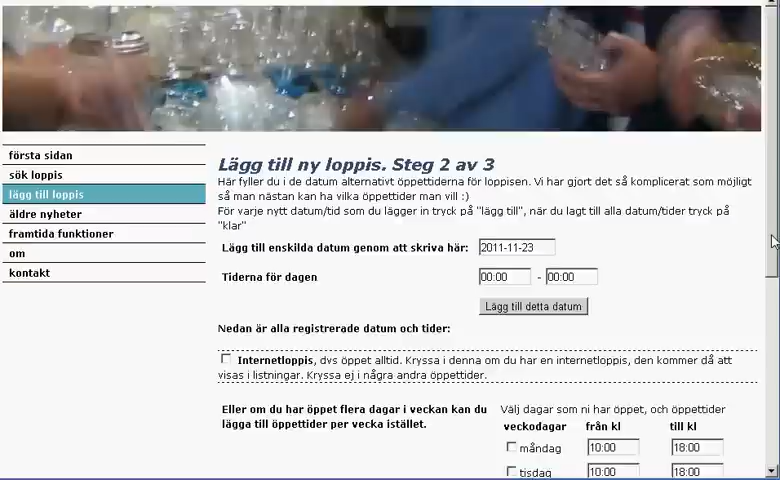 första sidan
sök loppis
lägg till loppis
äldre nyheter
framtida funktioner
om
kontakt
Lägg till ny loppis. Steg 2 av 3
Här fyller du i de datum alternativt öppettiderna för loppisen. Vi har gjort det så komplicerat som möjligt
så man nästan kan ha vilka öppettider man vill :)
För varje nytt datum/tid som du lägger in tryck på "lägg till", när du lagt till alla datum/tider tryck på
"klar"
Lägg till enskilda datum genom att skriva här: 2011-11-23
Tiderna för dagen 00:00 - 00:00
Lägg till detta datum
Nedan är alla registrerade datum och tider:
Internetloppis, dvs öppet alltid. Kryssa i denna om du har en internetloppis, den kommer då att
visas i listningar. Kryssa ej i några andra öppettider.
Eller om du har öppet flera dagar i veckan kan du
lägga till öppettider per vecka istället.
Välj dagar som ni har öppet, och öppettider
veckodagar från kl till kl
måndag 10:00 18:00
tisdag 10:00 18:00